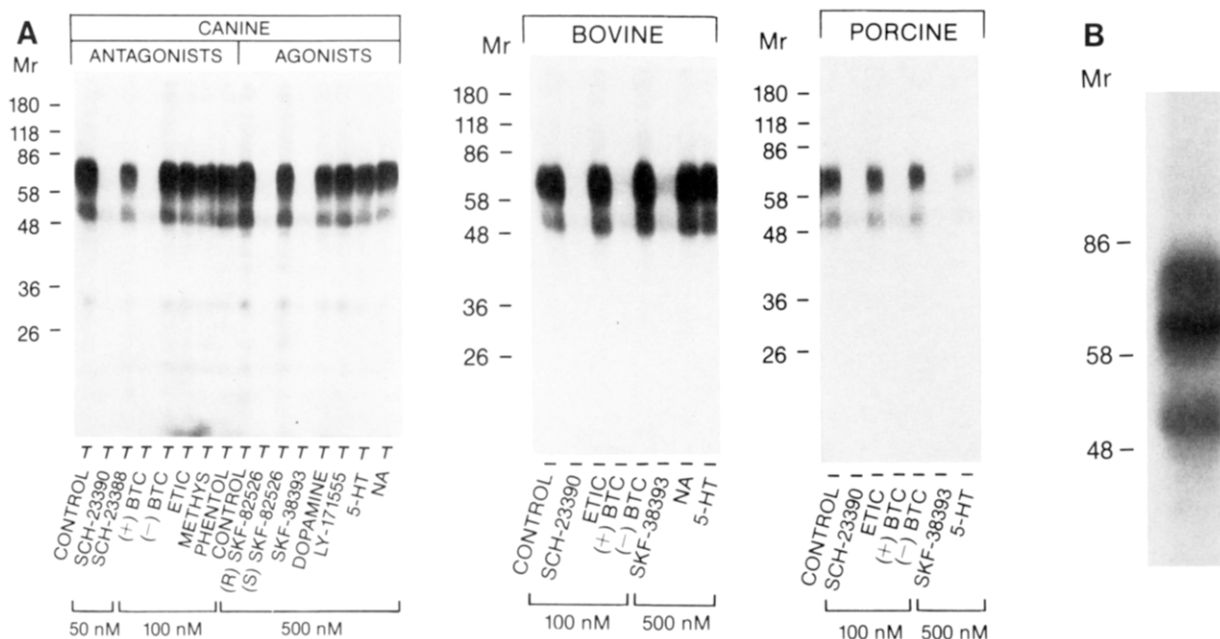 A
CANINE
ANTAGONISTS AGONISTS
Mr
180
118
86
58
48
36
26
CONTROL
SCH-23390
SCH-23388
(+) BTC
(−) BTC
ETIC
METHYS
PHENTOL
CONTROL
(R) SKF-82526
(S) SKF-82526
SKF-38393
DOPAMINE
LY-171555
5-HT
NA
50 nM 100 nM 500 nM
BOVINE
Mr
180
118
86
58
48
36
26
CONTROL
SCH-23390
ETIC
(+) BTC
(−) BTC
SKF-38393
NA
5-HT
100 nM 500 nM
PORCINE
Mr
180
118
86
58
48
36
26
CONTROL
SCH-23390
ETIC
(+) BTC
(−) BTC
SKF-38393
5-HT
100 nM 500 nM
B
Mr
86
58
48